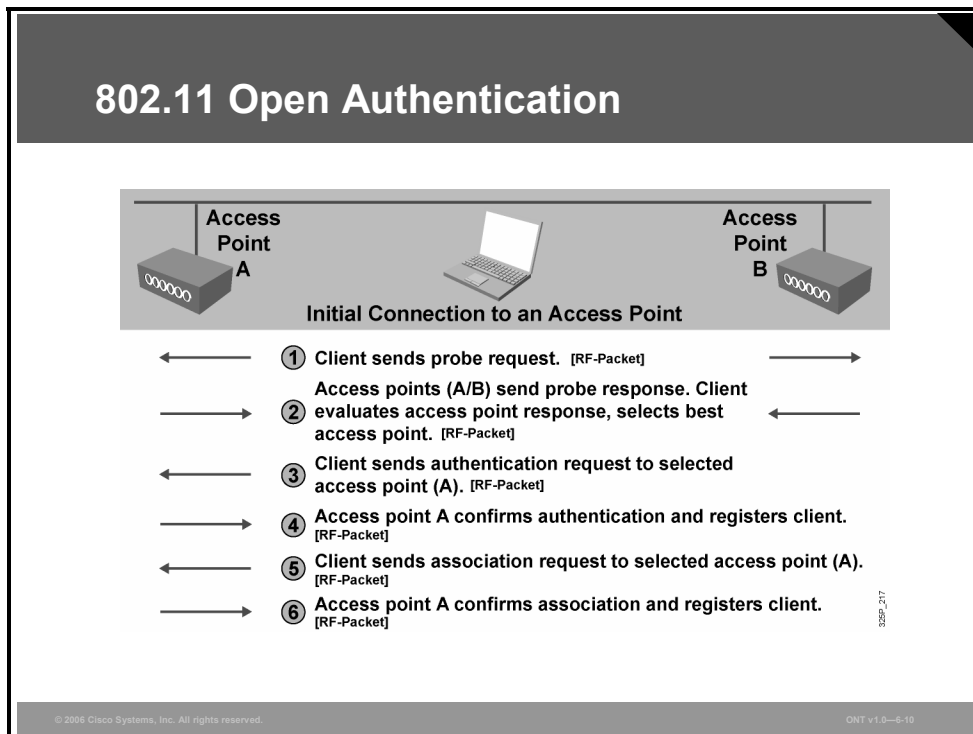 802.11 Open Authentication
Access
Point
A
Access
Point
B
Initial Connection to an Access Point
1 Client sends probe request. [RF-Packet]
2 Access points (A/B) send probe response. Client
evaluates access point response, selects best
access point. [RF-Packet]
3 Client sends authentication request to selected
access point (A). [RF-Packet]
4 Access point A confirms authentication and registers client.
[RF-Packet]
5 Client sends association request to selected access point (A).
[RF-Packet]
6 Access point A confirms association and registers client.
[RF-Packet]
325P_217
© 2006 Cisco Systems, Inc. All rights reserved.
ONT v1.0—6-10